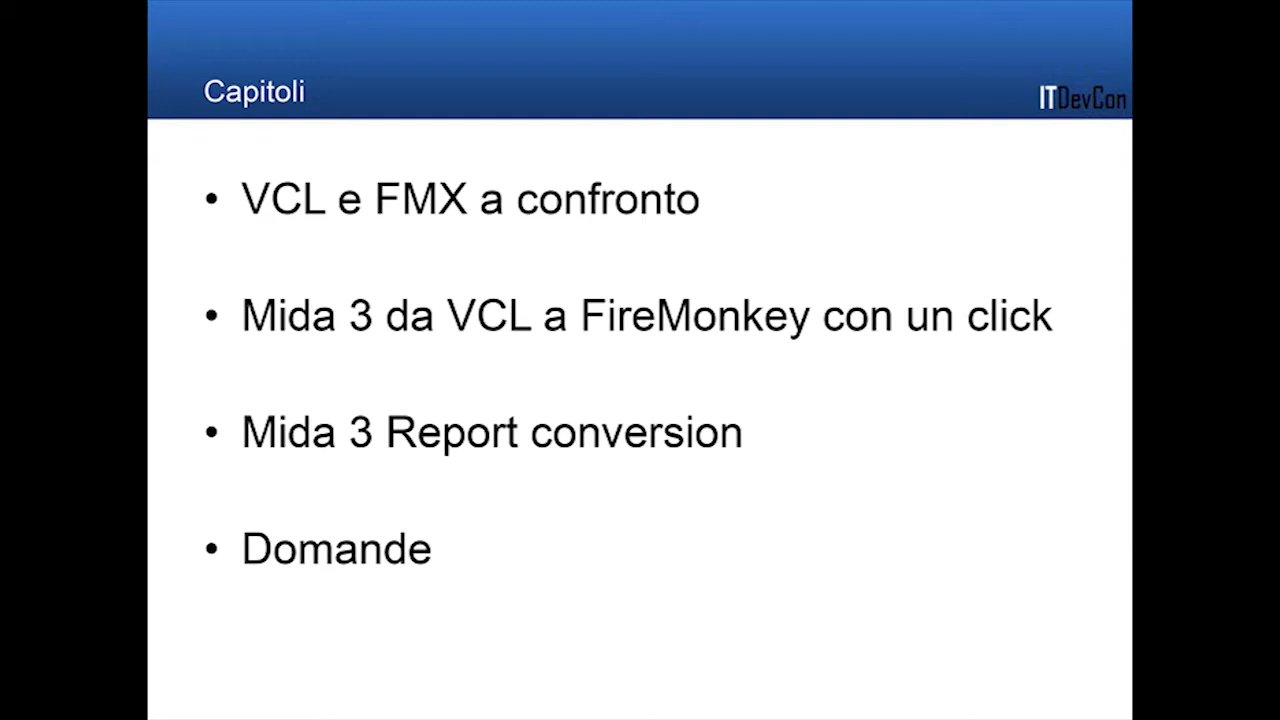 Capitoli
ITDevCon
• VCL e FMX a confronto
• Mida 3 da VCL a FireMonkey con un click
• Mida 3 Report conversion
• Domande